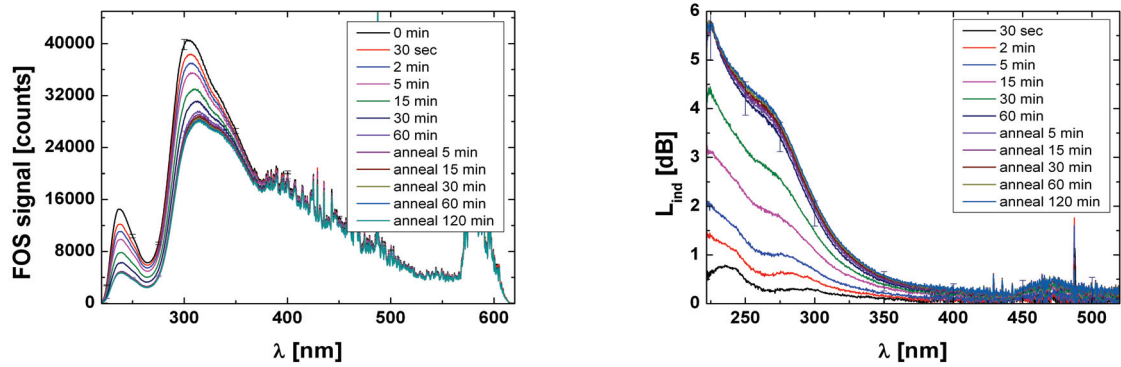 FOS signal [counts]
40000
32000
24000
16000
8000
0
300
400
500
600
λ [nm]
0 min
30 sec
2 min
5 min
15 min
30 min
60 min
anneal 5 min
anneal 15 min
anneal 30 min
anneal 60 min
anneal 120 min
L_ind [dB]
6
5
4
3
2
1
0
250
300
350
400
450
500
λ [nm]
30 sec
2 min
5 min
15 min
30 min
60 min
anneal 5 min
anneal 15 min
anneal 30 min
anneal 60 min
anneal 120 min